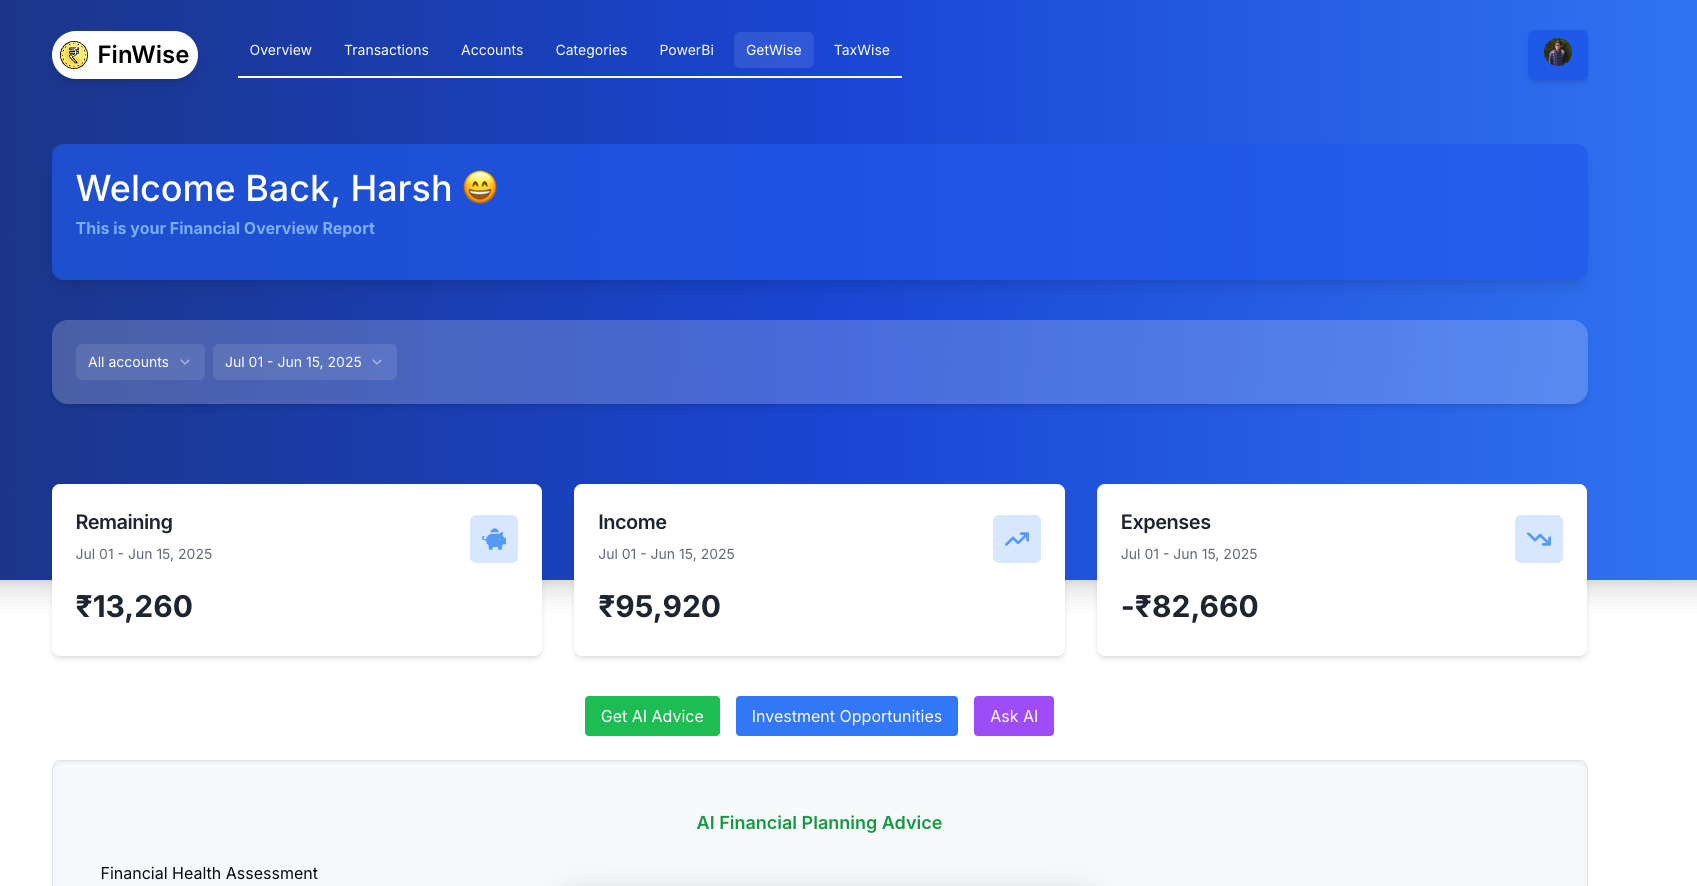 FinWise
Overview Transactions Accounts Categories PowerBi GetWise TaxWise
Welcome Back, Harsh 😄
This is your Financial Overview Report
All accounts Jul 01 - Jun 15, 2025
Remaining
Jul 01 - Jun 15, 2025
₹13,260
Income
Jul 01 - Jun 15, 2025
₹95,920
Expenses
Jul 01 - Jun 15, 2025
-₹82,660
Get AI Advice Investment Opportunities Ask AI
AI Financial Planning Advice
Financial Health Assessment